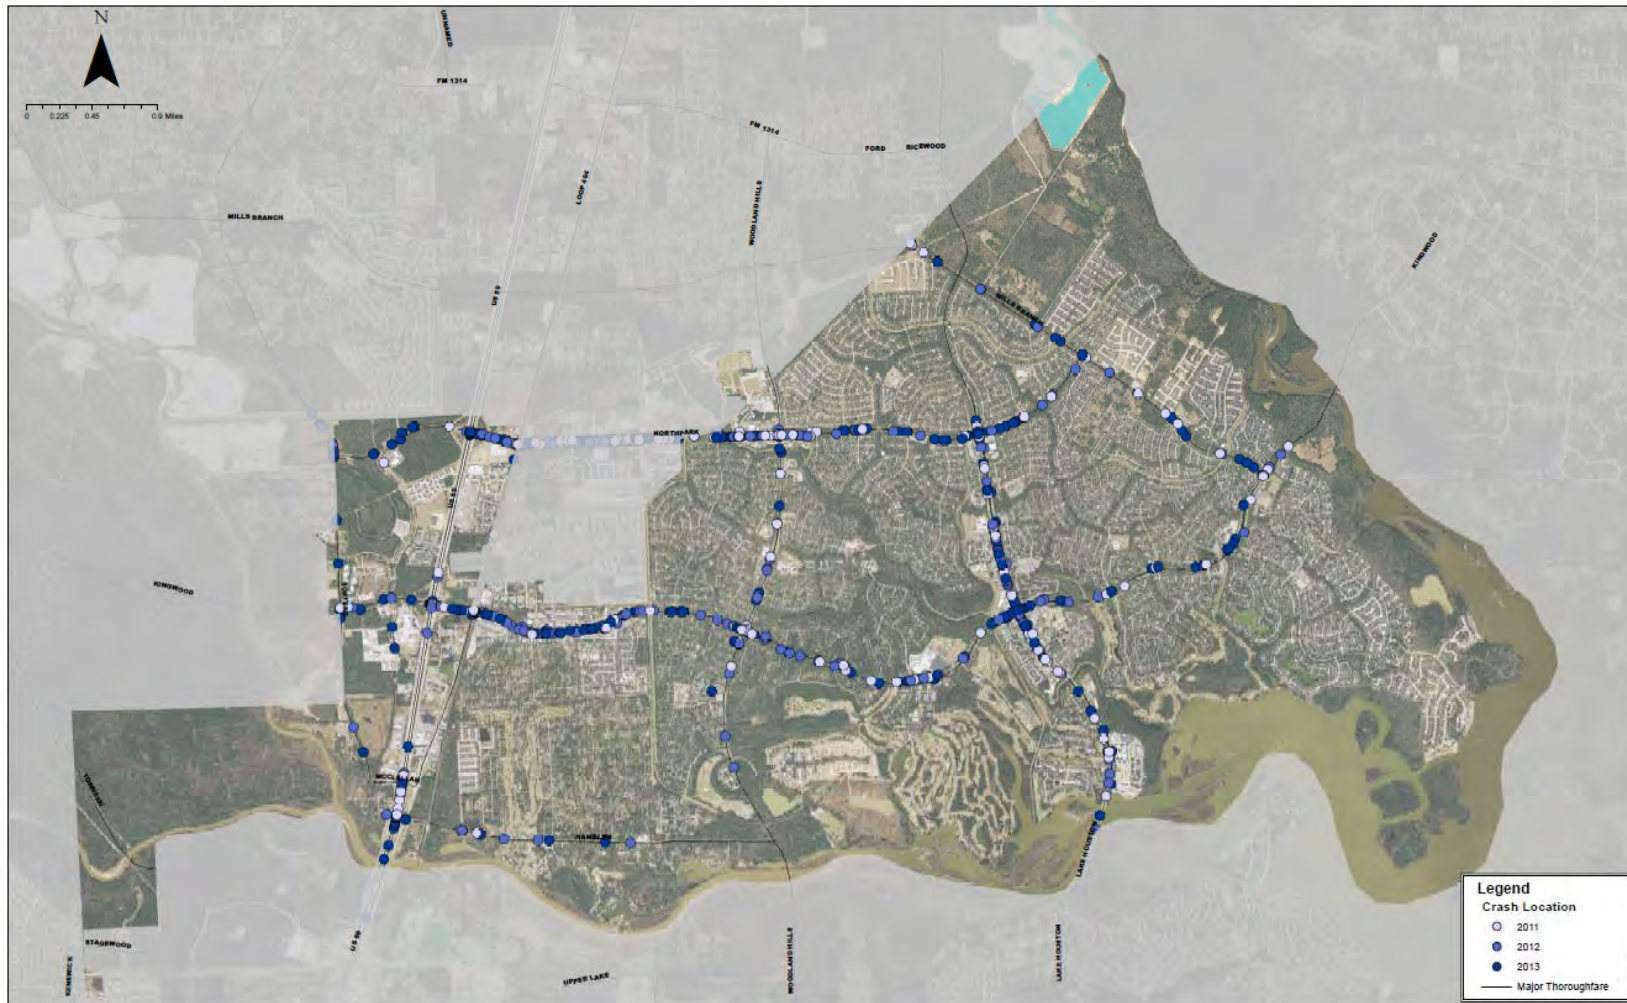 N
0 0.225 0.45 0.9 Miles
UNNAMED
FM 1314
FM 1314
FORD
RICEWOOD
LOOP 494
WOODLAND HILLS
MILLS BRANCH
KINGWOOD
US 59
MILLS BRANCH
NORTHPARK
US 59
KINGWOOD
MCCLELLAN
TOWNSEN
HAMBLEN
LAKE HOUSTON
STAGEWOOD
US 59
KENSWICK
UPPER LAKE
WOODLAND HILLS
LAKE HOUSTON
Legend
Crash Location
2011
2012
2013
Major Thoroughfare